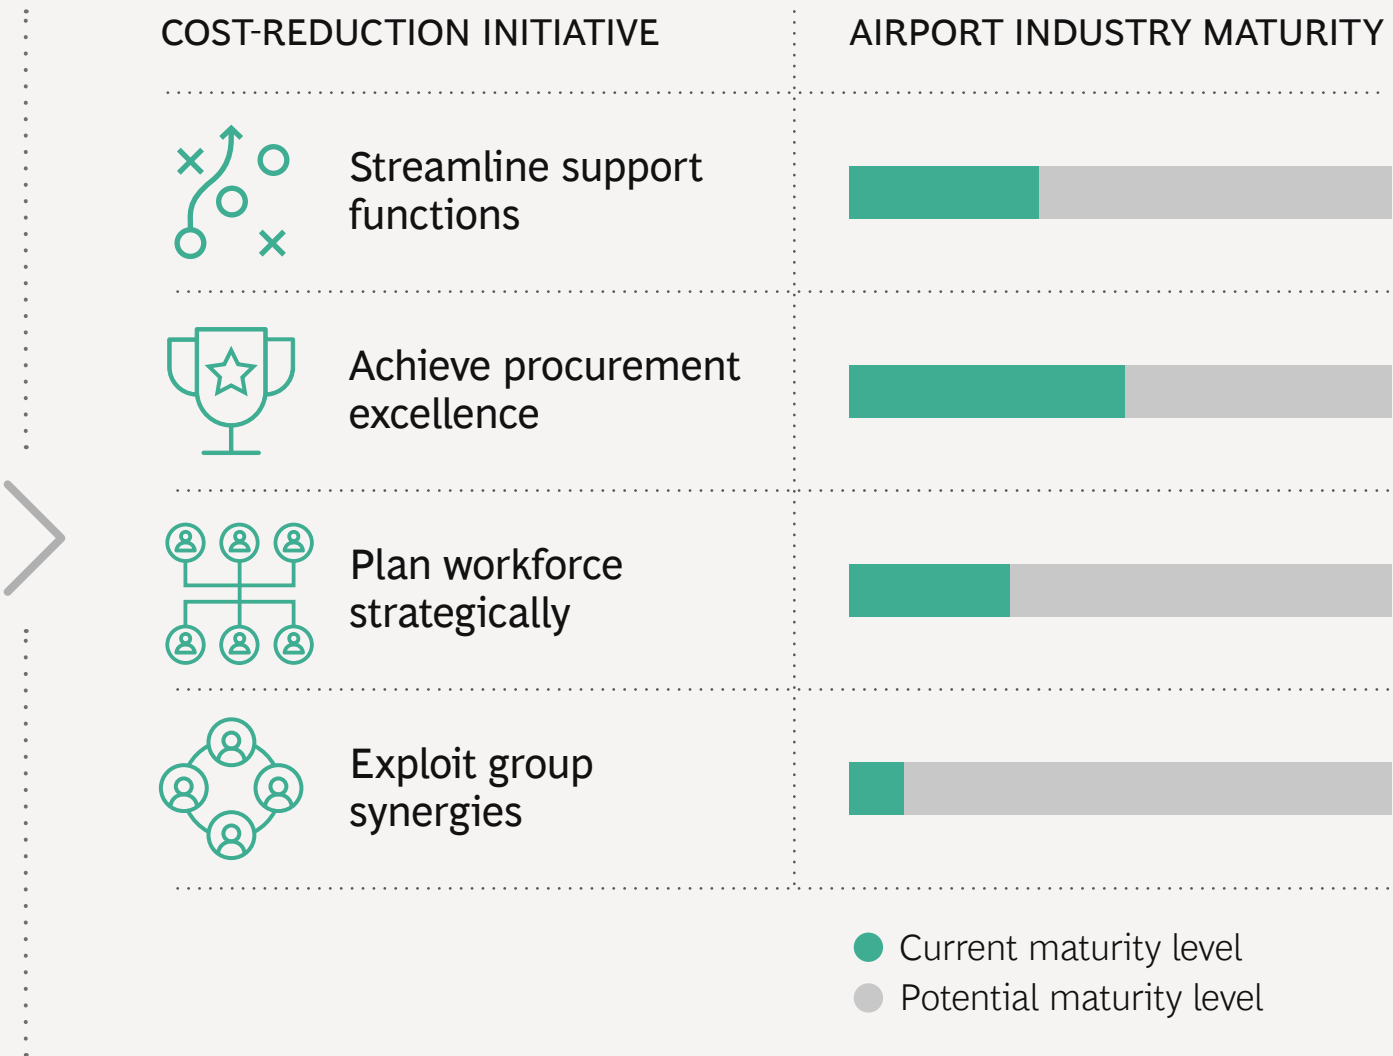 COST-REDUCTION INITIATIVE
AIRPORT INDUSTRY MATURITY
Streamline support
functions
Achieve procurement
excellence
Plan workforce
strategically
Exploit group
synergies
Current maturity level
Potential maturity level